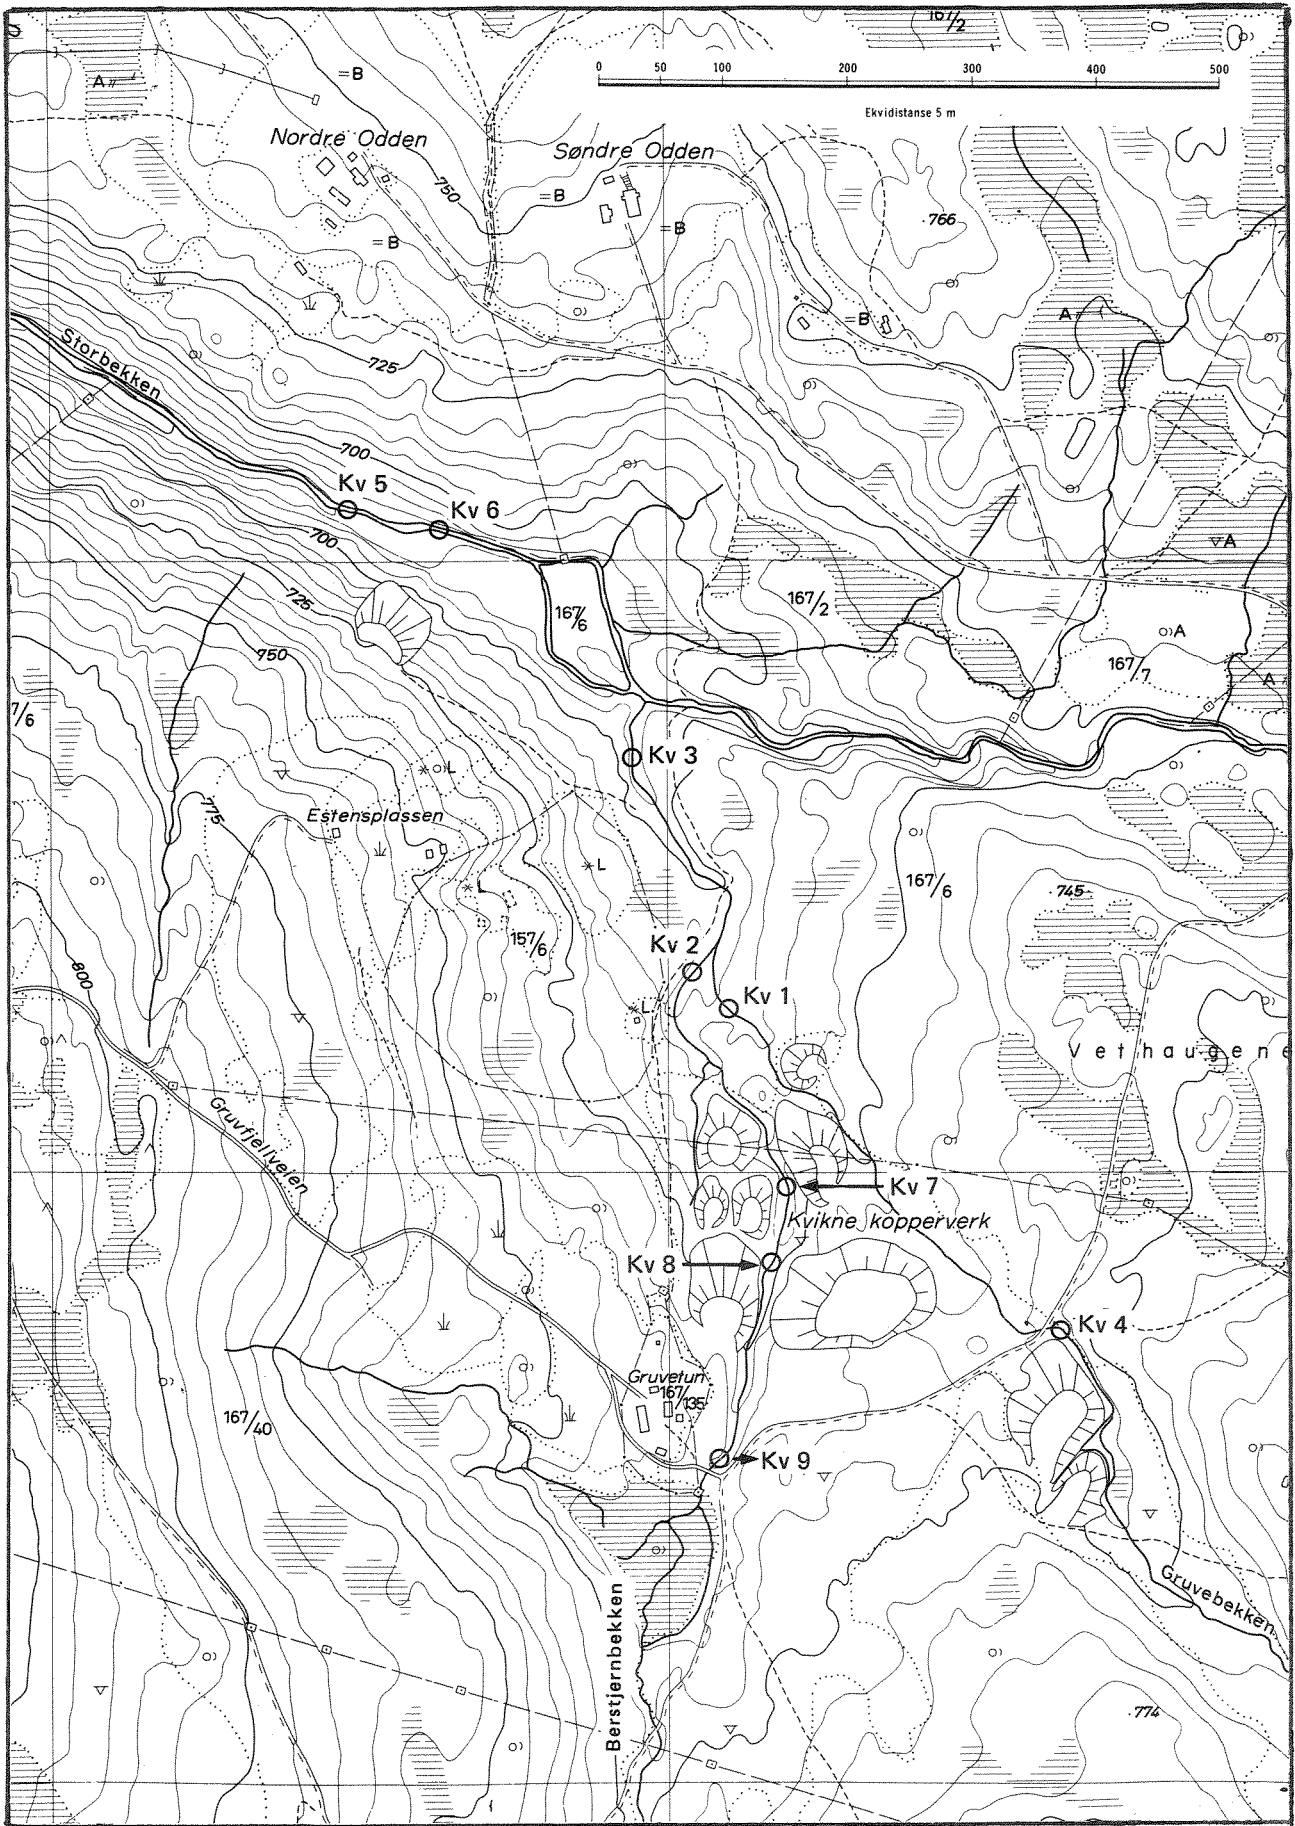 167/2
0 50 100 200 300 400 500
Ekvidistanse 5 m
A
=B
Nordre Odden
Søndre Odden
750
=B
=B
=B
766
A
=B
Storbekken
725
700
Kv 5
Kv 6
700
A
725
167/6
167/2
A
750
167/7
A
7/6
Kv 3
L
775
Estensplassen
L
L
167/6
745
157/6
Kv 2
800
L
Kv 1
Vethaugene
Gruvfjellveien
Kv 7
Kvikne kopperverk
Kv 8
Kv 4
Gruvetun
167/135
167/40
Kv 9
Gruvebekken
Berstjernbekken
774